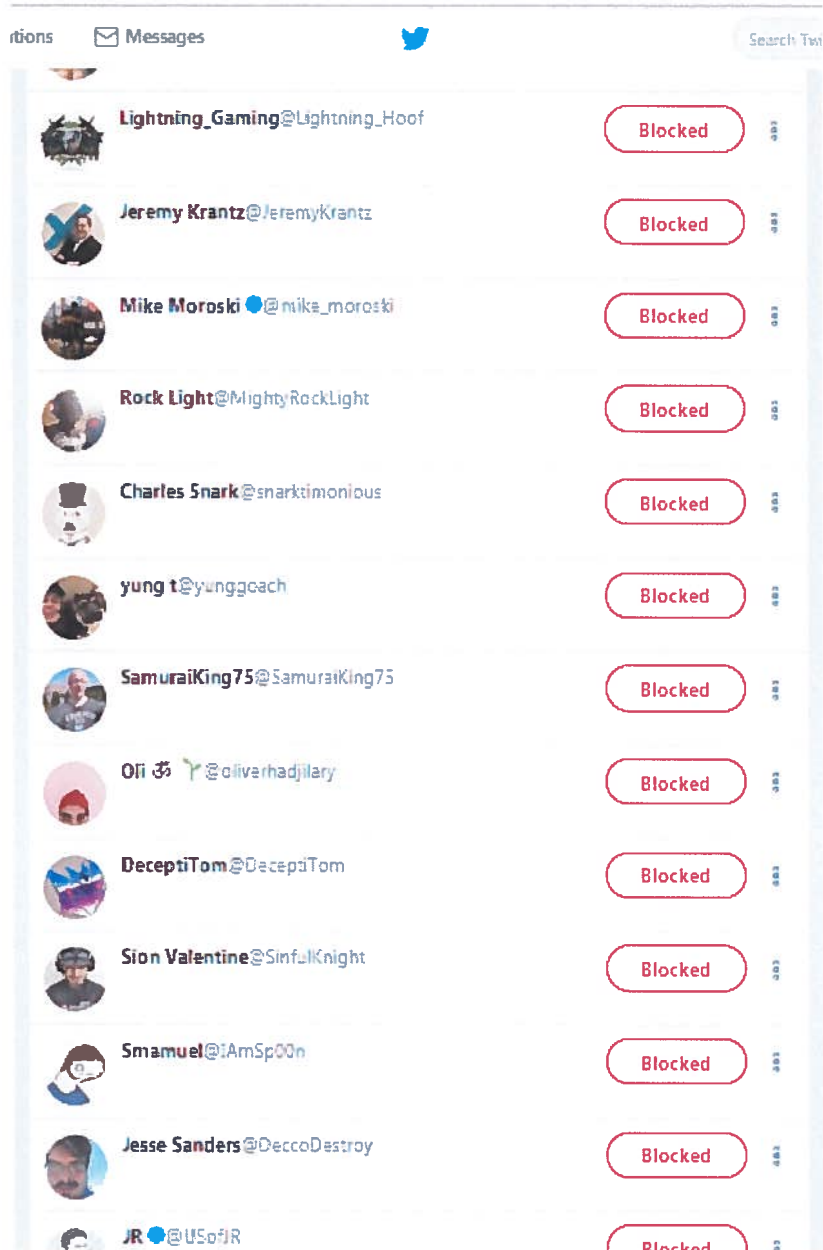 tions Messages Search Twi
Lightning_Gaming@Lightning_Hoof Blocked
Jeremy Krantz@JeremyKrantz Blocked
Mike Moroski @mike_moroski Blocked
Rock Light@MightyRockLight Blocked
Charles Snark@snarktimonious Blocked
yung t@yunggoach Blocked
SamuraiKing75@SamuraiKing75 Blocked
Oli ॐ 🌱@oliverhadjilary Blocked
DeceptiTom@DeceptiTom Blocked
Sion Valentine@SinfulKnight Blocked
Smamuel@IAmSp00n Blocked
Jesse Sanders@DeccoDestroy Blocked
JR @USofJR Blocked